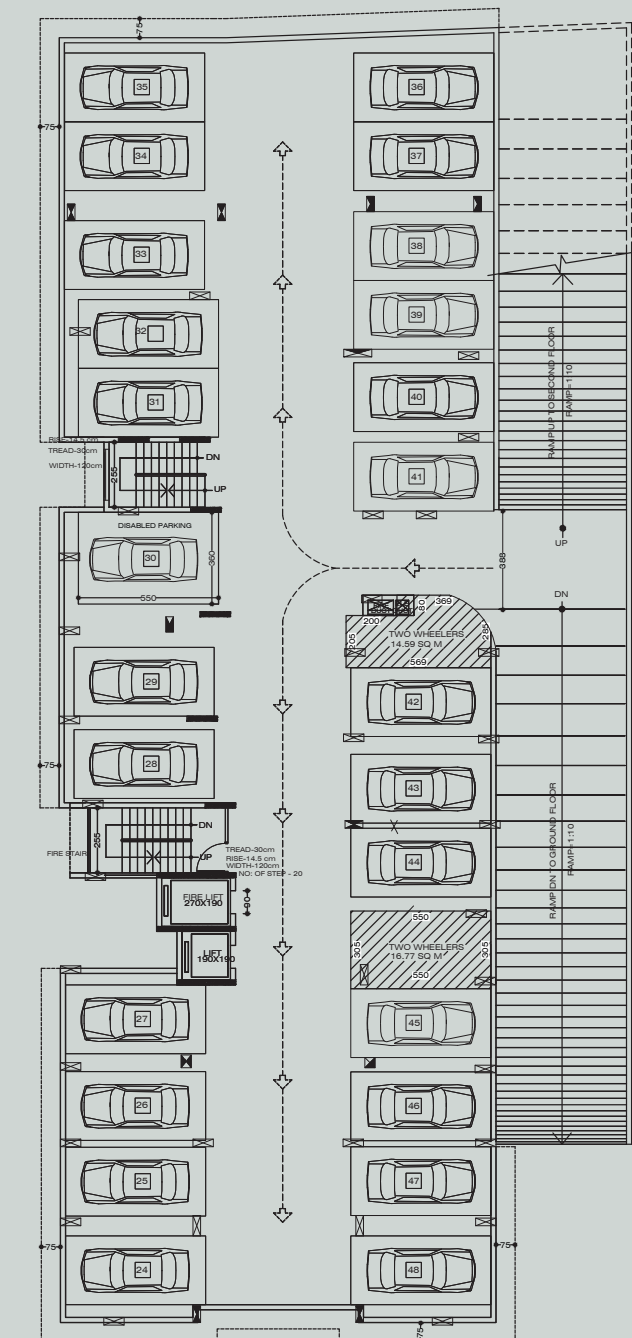 75
35
36
34
37
75
33
38
32
39
RAMP UP TO SECOND FLOOR
RAMP=1:10
31
40
RISE-14.5 cm
TREAD-30cm
WIDTH-120cm
255
DN
UP
41
DISABLED PARKING
30
360
550
388
UP
DN
369
180
200
205
TWO WHEELERS
14.59 SQ M
285
569
29
42
28
75
43
RAMP DN TO GROUND FLOOR
RAMP=1:10
FIRE STAIR
255
DN
UP
TREAD-30cm
RISE-14.5 cm
WIDTH-120cm
NO: OF STEP - 20
44
FIRE LIFT
270X190
90
LIFT
190X190
550
305
TWO WHEELERS
16.77 SQ M
305
550
27
45
26
46
25
47
75
75
24
48
75